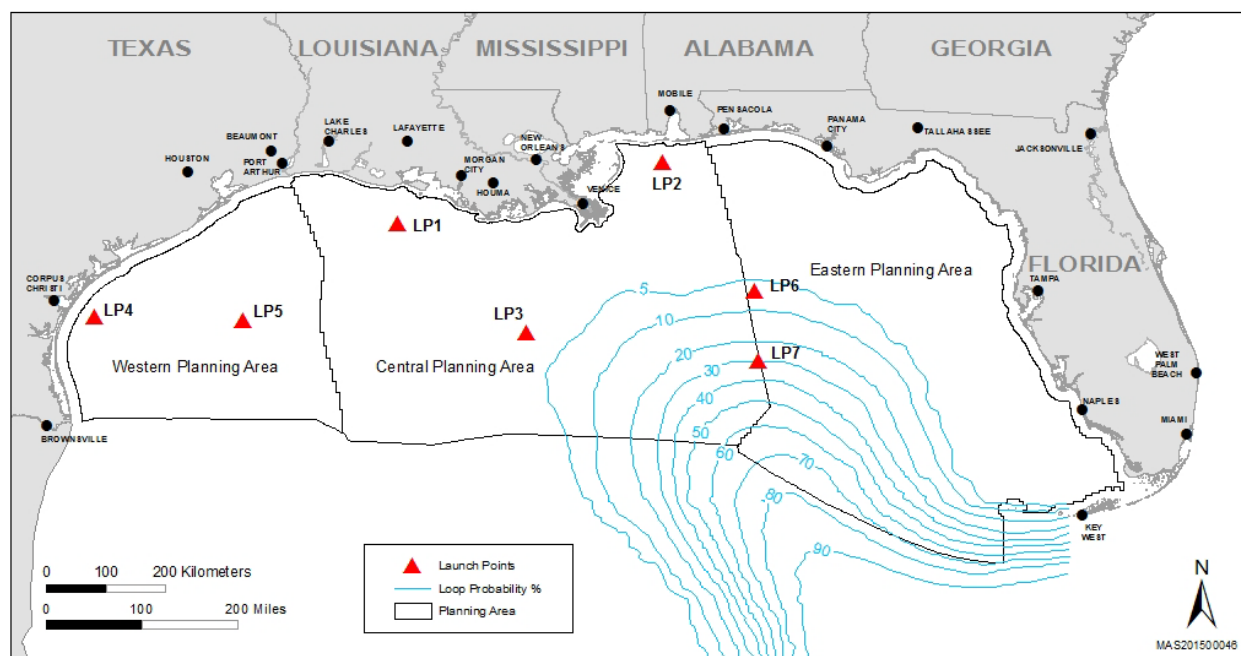 TEXAS
LOUISIANA
MISSISSIPPI
ALABAMA
GEORGIA
MOBILE
PENSACOLA
PANAMA
CITY
TALLAHASSEE
JACKSONVILLE
LAKE
CHARLES
LAFAYETTE
BEAUMONT
HOUSTON
PORT
ARTHUR
MORGAN
CITY
HOUMA
NEW
ORLEANS
VENICE
LP2
LP1
CORPUS
CHRISTI
LP4
LP5
LP3
LP6
LP7
Eastern Planning Area
FLORIDA
TAMPA
Western Planning Area
Central Planning Area
WEST
PALM
BEACH
NAPLES
MIAMI
BROWNSVILLE
KEY
WEST
5
10
20
30
40
50
60
70
80
90
0 100 200 Kilometers
0 100 200 Miles
Launch Points
Loop Probability %
Planning Area
N
MAS201500046